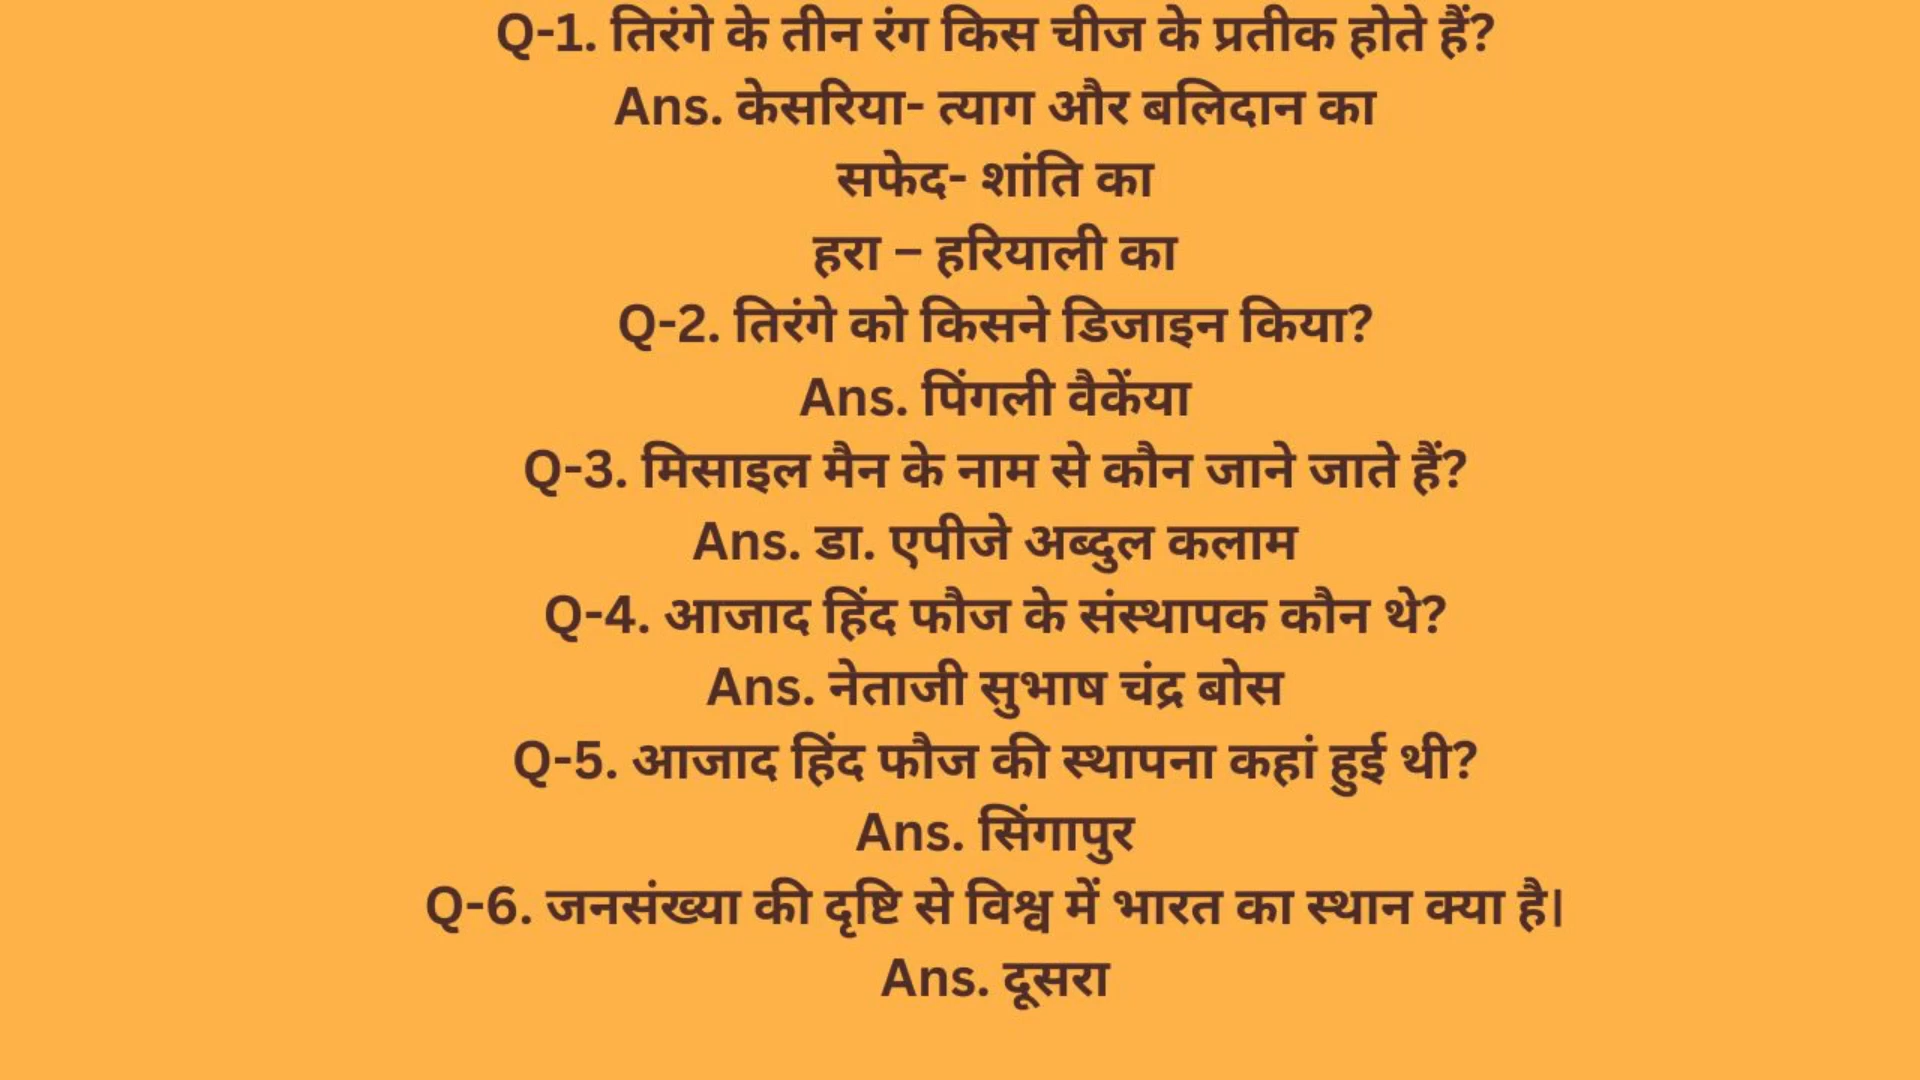 Q-1. तिरंगे के तीन रंग किस चीज के प्रतीक होते हैं?
Ans. केसरिया- त्याग और बलिदान का
सफेद- शांति का
हरा – हरियाली का
Q-2. तिरंगे को किसने डिजाइन किया?
Ans. पिंगली वैकेंया
Q-3. मिसाइल मैन के नाम से कौन जाने जाते हैं?
Ans. डा. एपीजे अब्दुल कलाम
Q-4. आजाद हिंद फौज के संस्थापक कौन थे?
Ans. नेताजी सुभाष चंद्र बोस
Q-5. आजाद हिंद फौज की स्थापना कहां हुई थी?
Ans. सिंगापुर
Q-6. जनसंख्या की दृष्टि से विश्व में भारत का स्थान क्या है।
Ans. दूसरा